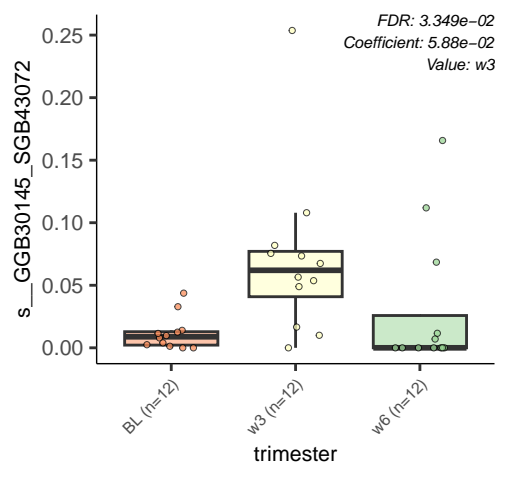 FDR: 3.349e−02
Coefficient: 5.88e−02
Value: w3
s__GGB30145_SGB43072
0.25
0.20
0.15
0.10
0.05
0.00
BL (n=12)
w3 (n=12)
w6 (n=12)
trimester